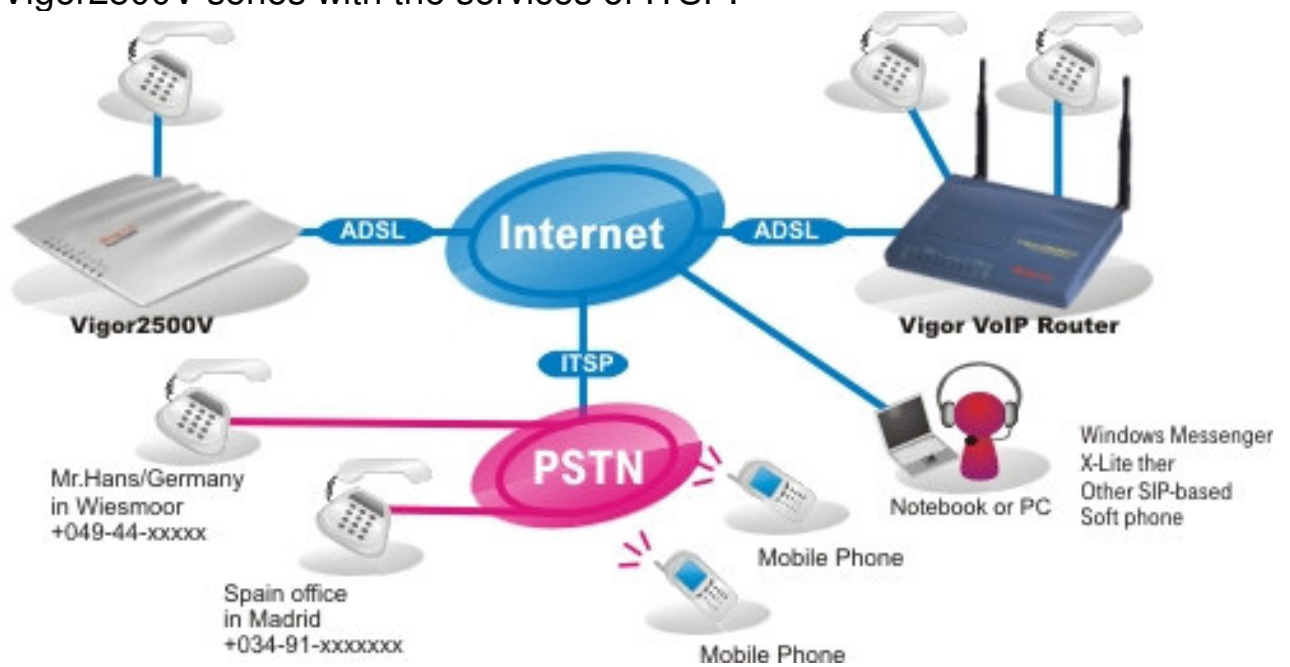 Vigor2500V series with the services of ITSP.
ADSL
Internet
ADSL
Vigor2500V
Vigor VoIP Router
ITSP
PSTN
Mr.Hans/Germany
in Wiesmoor
+049-44-xxxxx
Spain office
in Madrid
+034-91-xxxxxxx
Mobile Phone
Mobile Phone
Notebook or PC
Windows Messenger
X-Lite ther
Other SIP-based
Soft phone